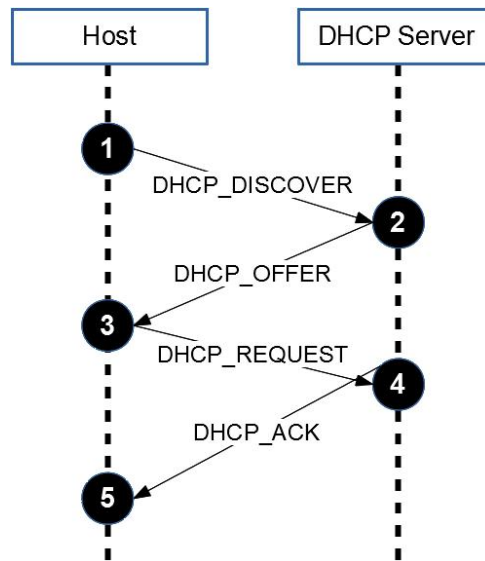 Host
DHCP Server
1
DHCP_DISCOVER
2
DHCP_OFFER
3
DHCP_REQUEST
4
DHCP_ACK
5